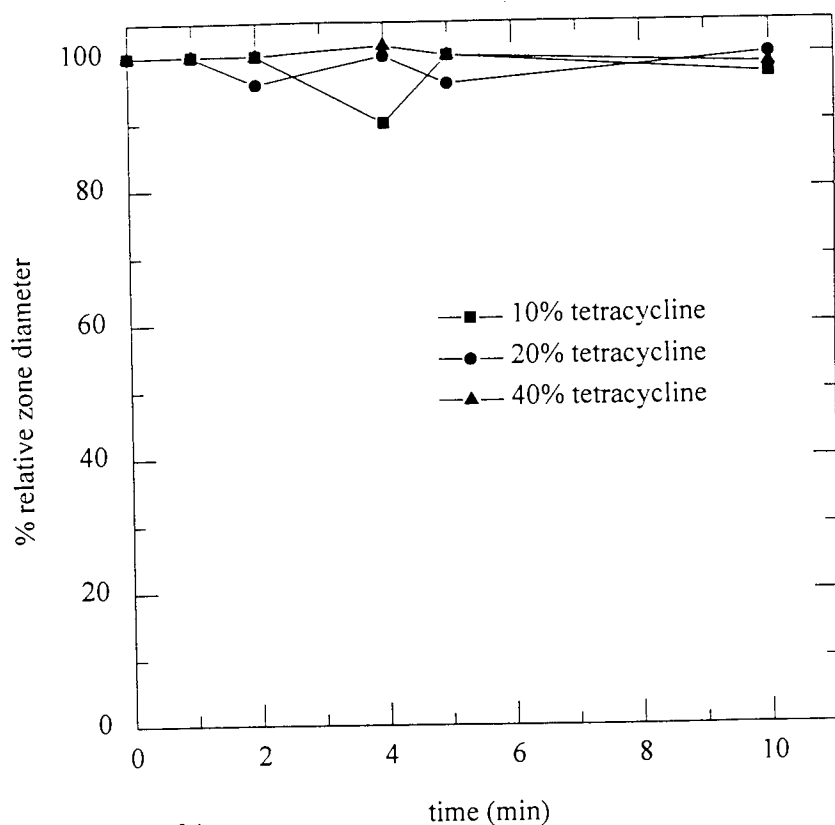 100
80
60
40
20
0
% relative zone diameter
10% tetracycline
20% tetracycline
40% tetracycline
0 2 4 6 8 10
time (min)